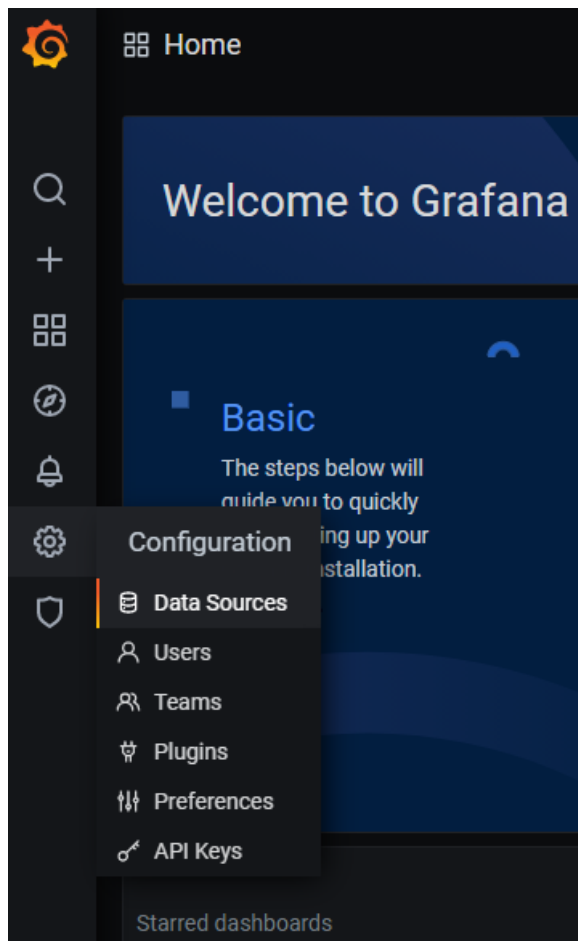 Home
Welcome to Grafana
Basic
The steps below will
guide you to quickly
ing up your
stallation.
Configuration
Data Sources
Users
Teams
Plugins
Preferences
API Keys
Starred dashboards